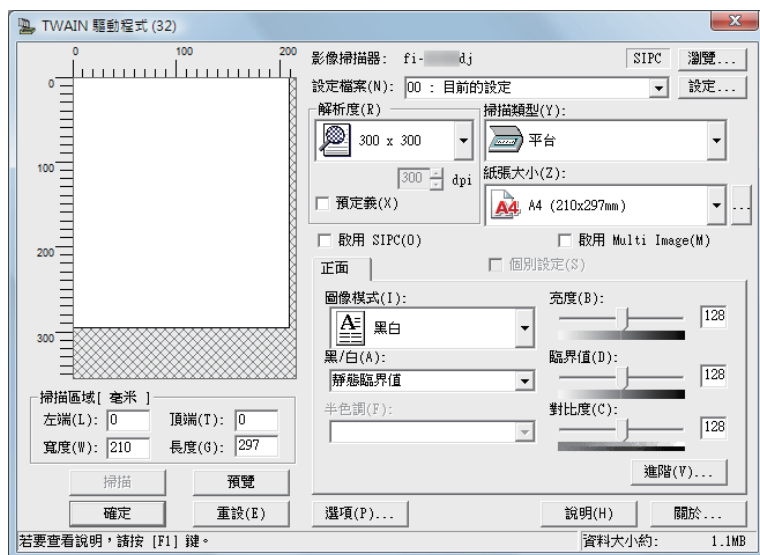 TWAIN 驅動程式 (32)
0 100 200
0
100
200
300
影像掃描器: fi- dj SIPC 瀏覽...
設定檔案(N): 00 : 目前的設定 設定...
解析度(R) 掃描類型(Y):
300 x 300 平台
300 dpi 紙張大小(Z):
預定義(X) A4 A4 (210x297mm) ...
啟用 SIPC(O) 啟用 Multi Image(M)
正面 個別設定(S)
圖像模式(I): 亮度(B):
A 黑白 128
黑/白(A): 臨界值(D):
靜態臨界值 128
半色調(F): 對比度(C):
128
進階(V)...
掃描區域[ 毫米 ]
左端(L): 0 頂端(T): 0
寬度(W): 210 長度(G): 297
掃描 預覽
確定 重設(E) 選項(P)... 說明(H) 關於...
若要查看說明，請按 [F1] 鍵。 資料大小約: 1.1MB